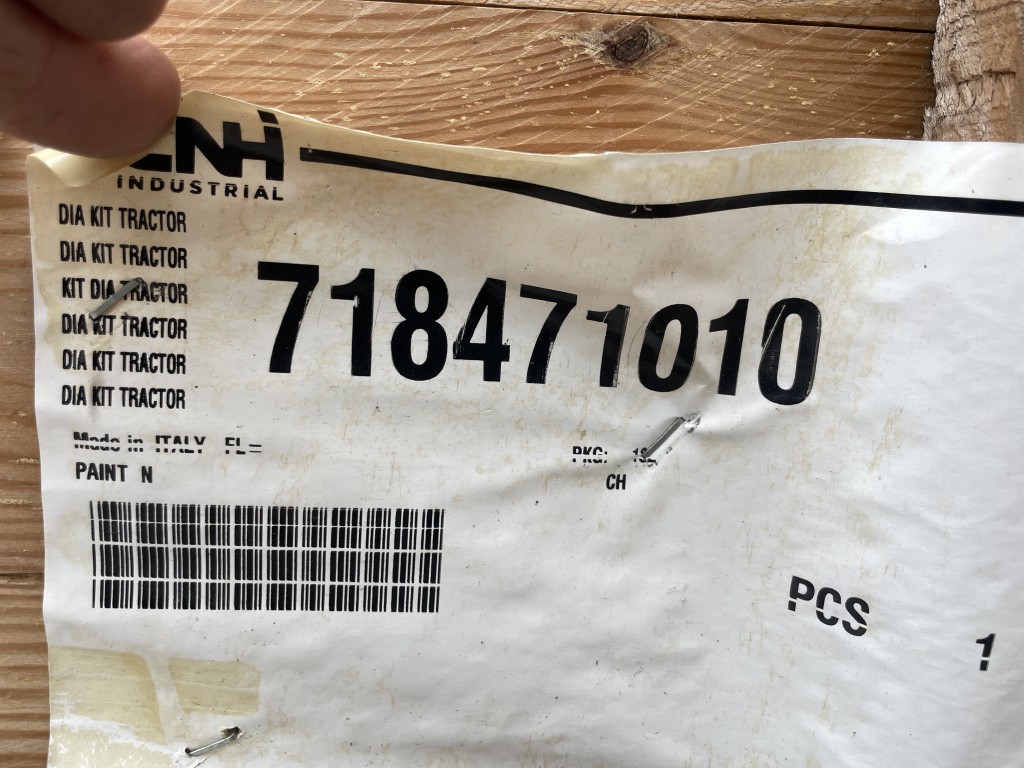 CNH
INDUSTRIAL
DIA KIT TRACTOR
DIA KIT TRACTOR
KIT DIA TRACTOR
DIA KIT TRACTOR
DIA KIT TRACTOR
DIA KIT TRACTOR
718471010
Made in ITALY FL=
PKG:
PAINT N
CH
PCS
1